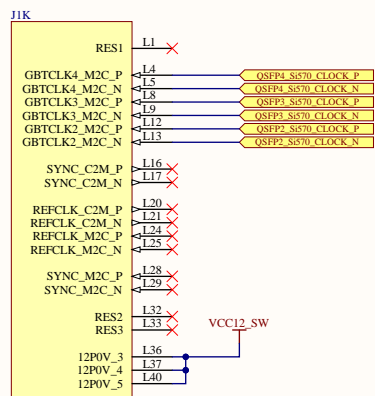 J1K
RES1 L1
GBTCLK4_M2C_P L4 QSFP4_Si570_CLOCK_P
GBTCLK4_M2C_N L5 QSFP4_Si570_CLOCK_N
GBTCLK3_M2C_P L8 QSFP3_Si570_CLOCK_P
GBTCLK3_M2C_N L9 QSFP3_Si570_CLOCK_N
GBTCLK2_M2C_P L12 QSFP2_Si570_CLOCK_P
GBTCLK2_M2C_N L13 QSFP2_Si570_CLOCK_N
SYNC_C2M_P L16
SYNC_C2M_N L17
REFCLK_C2M_P L20
REFCLK_C2M_N L21
REFCLK_M2C_P L24
REFCLK_M2C_N L25
SYNC_M2C_P L28
SYNC_M2C_N L29
RES2 L32
RES3 L33
VCC12_SW
12P0V_3 L36
12P0V_4 L37
12P0V_5 L40